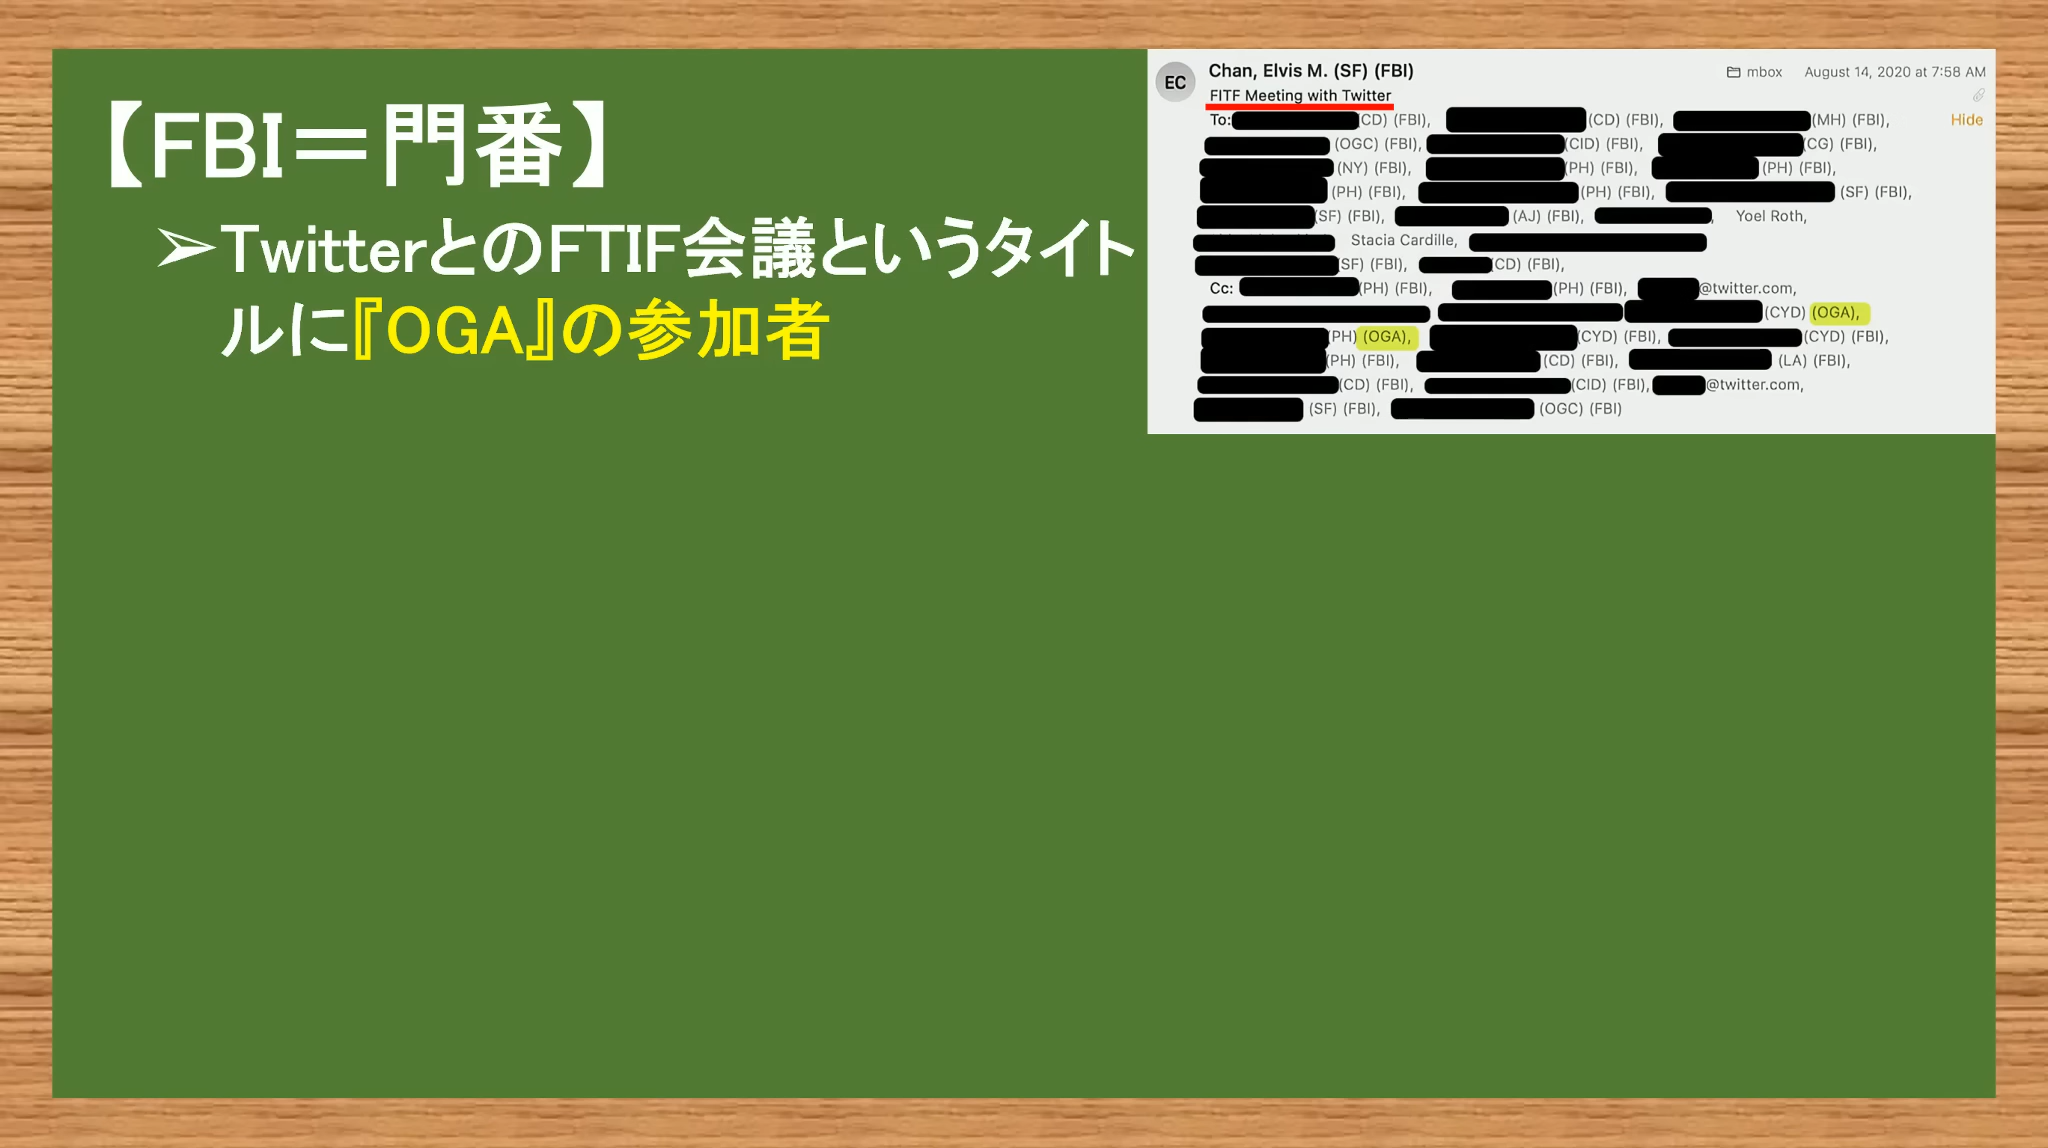 【FBI＝門番】
➢TwitterとのFTIF会議というタイト
ルに『OGA』の参加者
EC
Chan, Elvis M. (SF) (FBI)
mbox August 14, 2020 at 7:58 AM
FITF Meeting with Twitter
To: CD) (FBI), (CD) (FBI), (MH) (FBI), Hide
(OGC) (FBI), (CID) (FBI), CG) (FBI),
(NY) (FBI), (PH) (FBI), (PH) (FBI),
(PH) (FBI), (PH) (FBI), (SF) (FBI),
(SF) (FBI), (AJ) (FBI), , Yoel Roth,
Stacia Cardille,
SF) (FBI), (CD) (FBI),
Cc: (PH) (FBI), (PH) (FBI), @twitter.com,
(CYD) (OGA),
PH) (OGA), (CYD) (FBI), (CYD) (FBI),
(PH) (FBI), (CD) (FBI), (LA) (FBI),
(CD) (FBI), (CID) (FBI), @twitter.com,
(SF) (FBI), (OGC) (FBI)